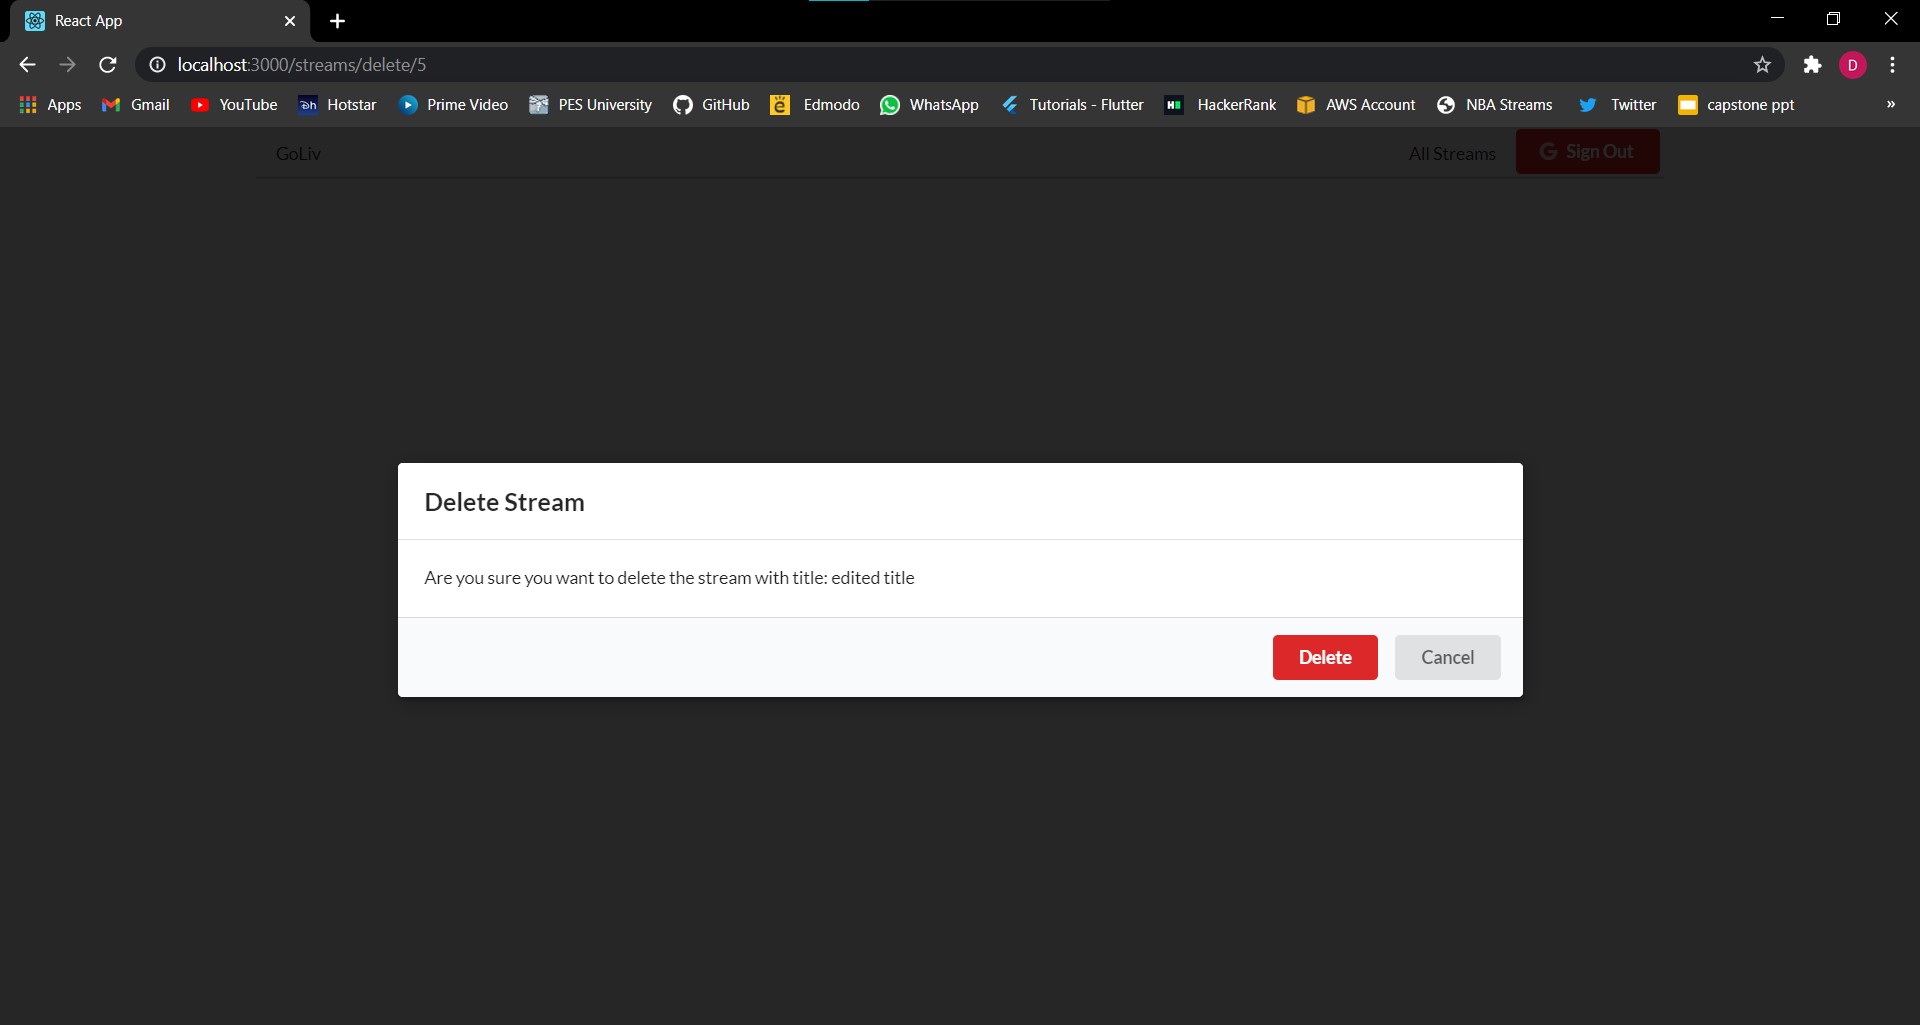 React App
localhost:3000/streams/delete/5
D
Apps Gmail YouTube Hotstar Prime Video PES University GitHub Edmodo WhatsApp Tutorials - Flutter HackerRank AWS Account NBA Streams Twitter capstone ppt »
GoLiv All Streams Sign Out
Delete Stream
Are you sure you want to delete the stream with title: edited title
Delete Cancel